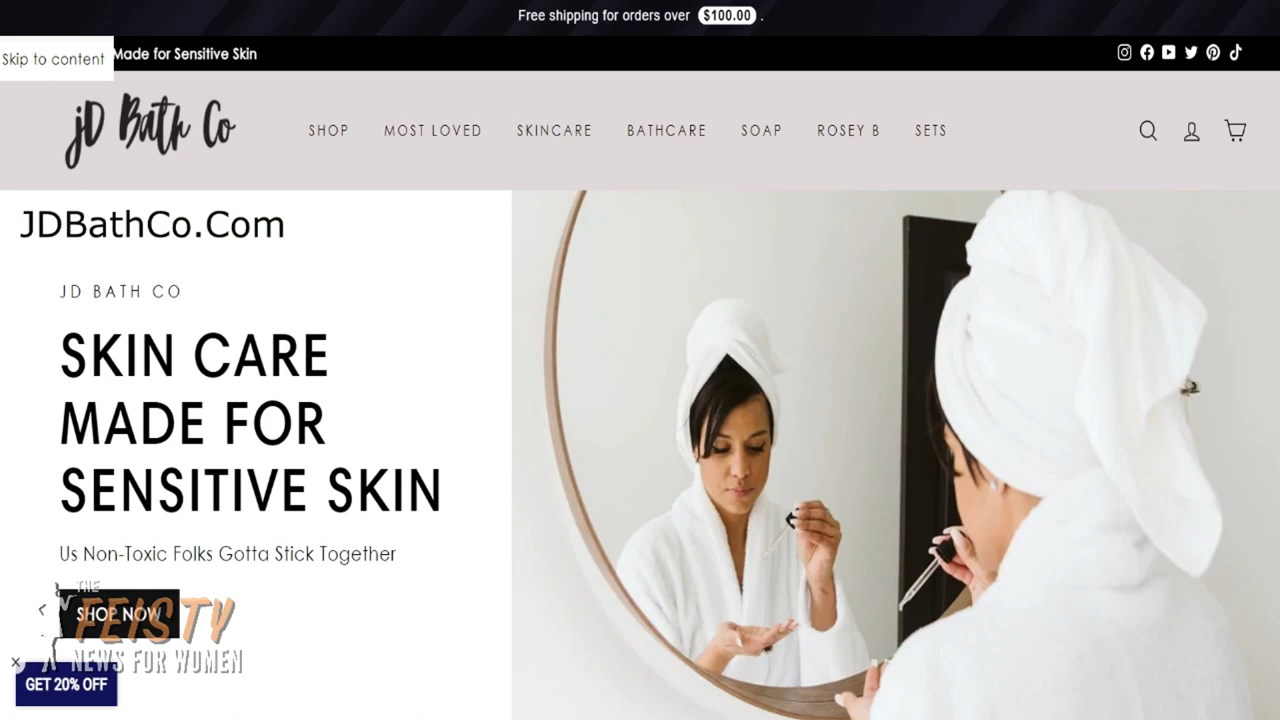 Free shipping for orders over $100.00 .
Skip to content
Made for Sensitive Skin
jD Bath Co
SHOP MOST LOVED SKINCARE BATHCARE SOAP ROSEY B SETS
JDBathCo.Com
JD BATH CO
SKIN CARE
MADE FOR
SENSITIVE SKIN
Us Non-Toxic Folks Gotta Stick Together
SHOP NOW
THE
FEISTY
NEWS FOR WOMEN
GET 20% OFF